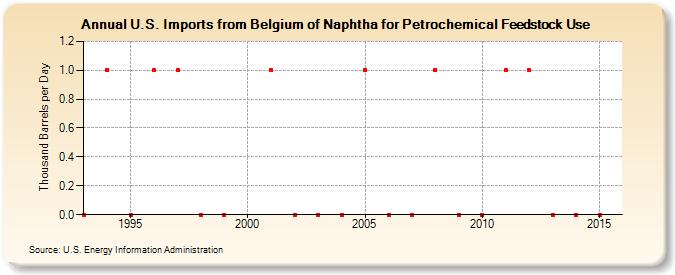 Annual U.S. Imports from Belgium of Naphtha for Petrochemical Feedstock Use
Thousand Barrels per Day
1.2
1.0
0.8
0.6
0.4
0.2
0.0
1995 2000 2005 2010 2015
Source: U.S. Energy Information Administration